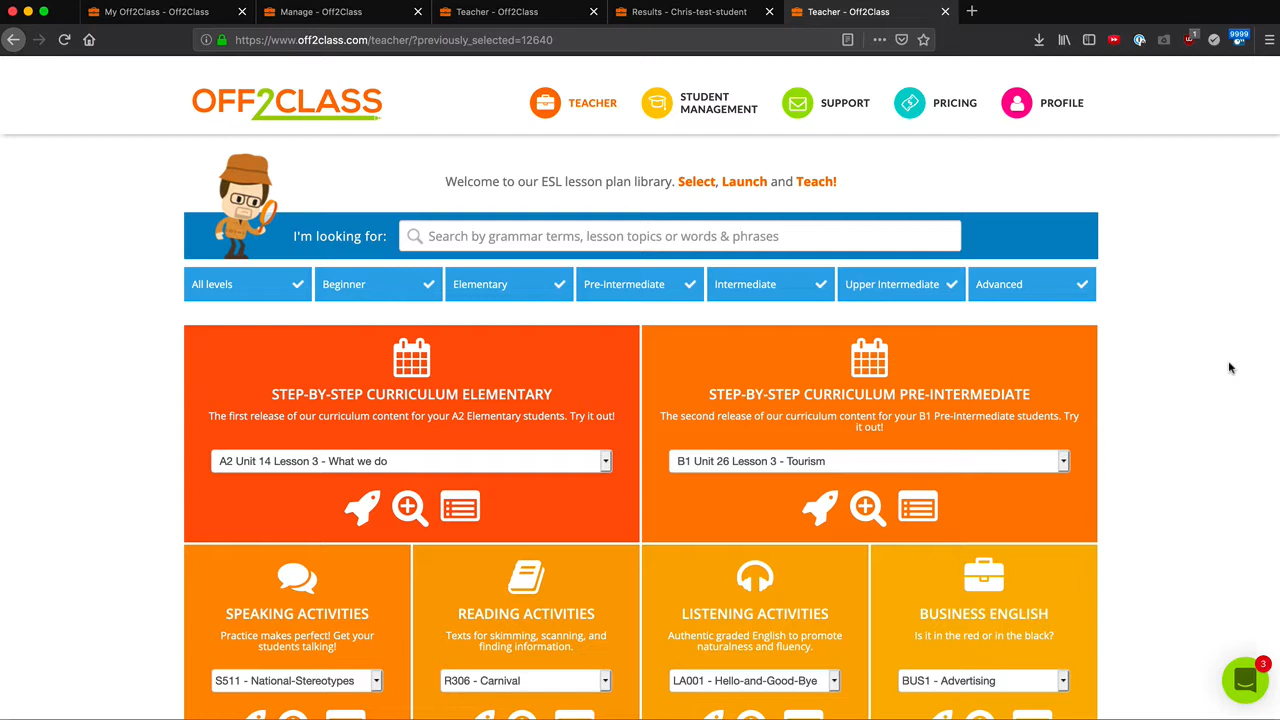 My Off2Class - Off2Class
Manage - Off2Class
Teacher - Off2Class
Results - Chris-test-student
Teacher - Off2Class
https://www.off2class.com/teacher/?previously_selected=12640
1
9999
OFF2CLASS
TEACHER
STUDENT MANAGEMENT
SUPPORT
PRICING
PROFILE
Welcome to our ESL lesson plan library. Select, Launch and Teach!
I'm looking for:
Search by grammar terms, lesson topics or words & phrases
All levels
Beginner
Elementary
Pre-Intermediate
Intermediate
Upper Intermediate
Advanced
STEP-BY-STEP CURRICULUM ELEMENTARY
The first release of our curriculum content for your A2 Elementary students. Try it out!
A2 Unit 14 Lesson 3 - What we do
STEP-BY-STEP CURRICULUM PRE-INTERMEDIATE
The second release of our curriculum content for your B1 Pre-Intermediate students. Try
it out!
B1 Unit 26 Lesson 3 - Tourism
SPEAKING ACTIVITIES
Practice makes perfect! Get your
students talking!
S511 - National-Stereotypes
READING ACTIVITIES
Texts for skimming, scanning, and
finding information.
R306 - Carnival
LISTENING ACTIVITIES
Authentic graded English to promote
naturalness and fluency.
LA001 - Hello-and-Good-Bye
BUSINESS ENGLISH
Is it in the red or in the black?
BUS1 - Advertising
3